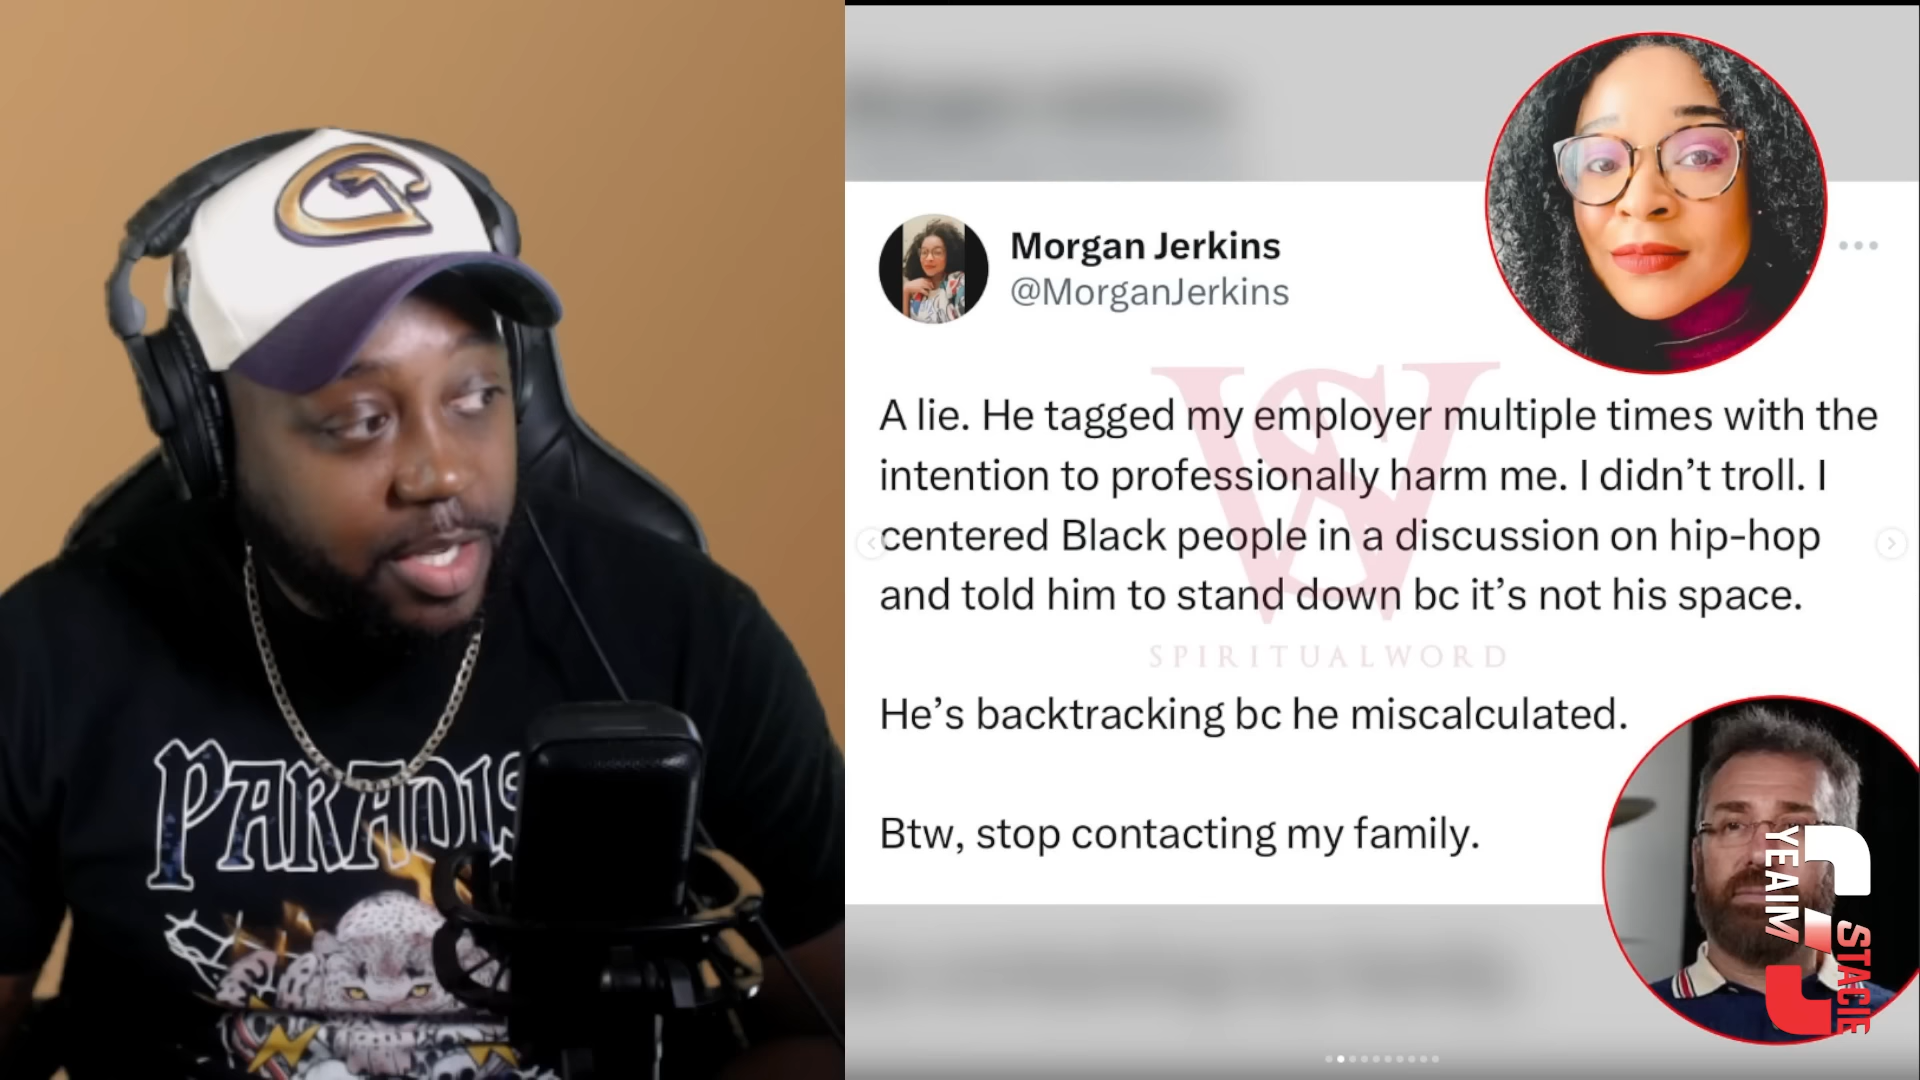 PARADIS
Morgan Jerkins
@MorganJerkins
A lie. He tagged my employer multiple times with the
intention to professionally harm me. I didn’t troll. I
centered Black people in a discussion on hip-hop
and told him to stand down bc it’s not his space.
SPIRITUALWORD
He’s backtracking bc he miscalculated.
Btw, stop contacting my family.
YEAIM
STACIE